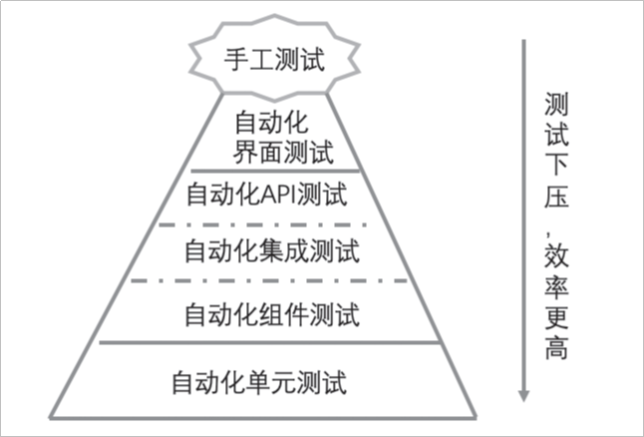 手工测试
自动化
界面测试
自动化API测试
自动化集成测试
自动化组件测试
自动化单元测试
测试下压，效率更高